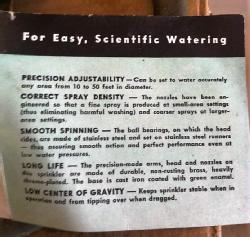 For Easy, Scientific Watering
PRECISION ADJUSTABILITY — Can be set to water accurately
any area from 10 to 50 feet in diameter.
CORRECT SPRAY DENSITY — The nozzles have been en-
gineered so that a fine spray is produced at small-area settings
(thus eliminating harmful washing) and coarser sprays at larger-
area settings.
SMOOTH SPINNING — The ball bearings, on which the head
rides, are made of stainless steel and set on stainless steel runners
— thus assuring smooth action and perfect performance even at
low water pressures.
LONG LIFE — The precision-made arms, head and nozzles on
this sprinkler are made of durable, non-rusting brass, heavily
chrome-plated. The base is cast iron coated with green enamel.
LOW CENTER OF GRAVITY — Keeps sprinkler stable when in
operation and from tipping over when dragged.